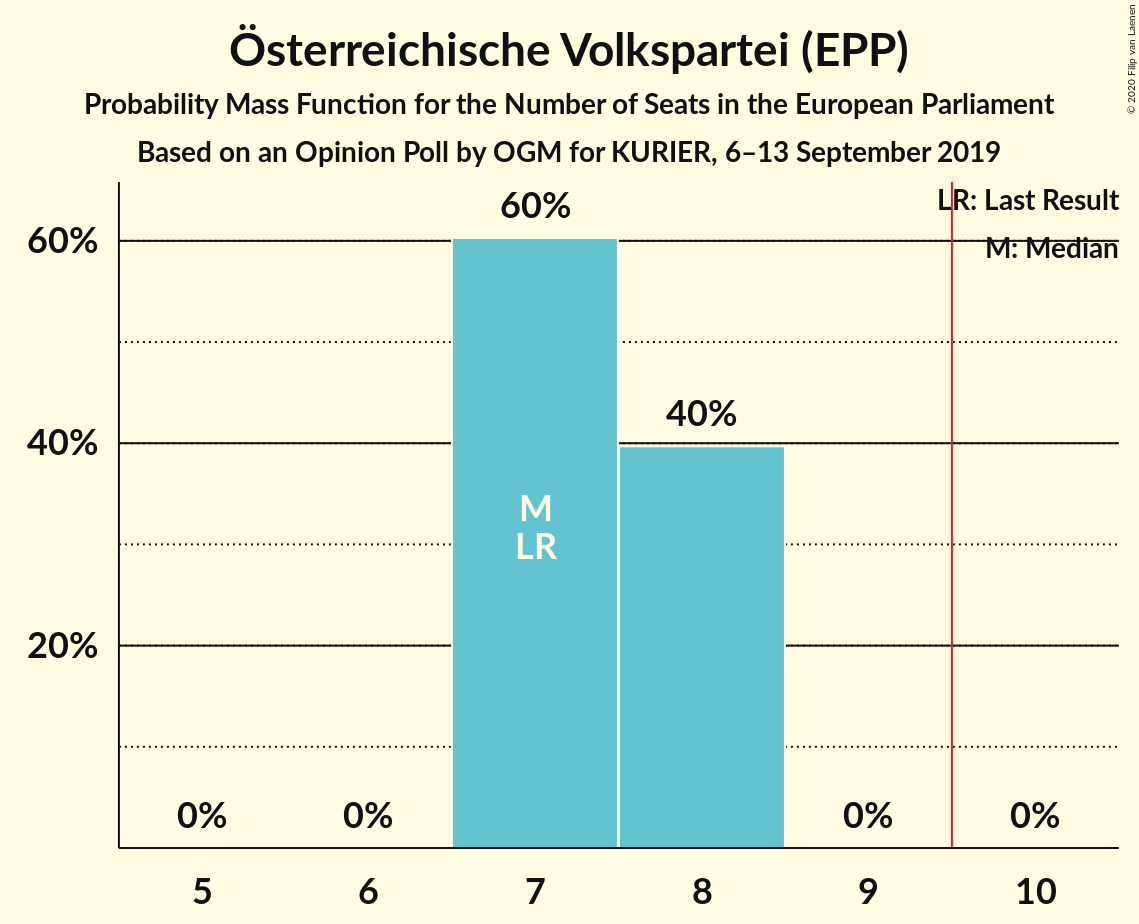 Österreichische Volkspartei (EPP)
Probability Mass Function for the Number of Seats in the European Parliament
Based on an Opinion Poll by OGM for KURIER, 6–13 September 2019
© 2020 Filip van Laenen
LR: Last Result
M: Median
60%
40%
20%
0%
0%
60%
40%
0%
0%
M
LR
5
6
7
8
9
10